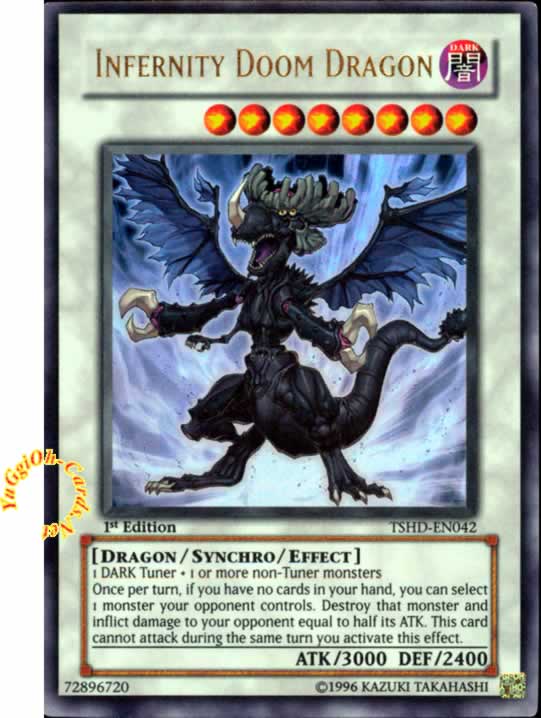 INFERNITY DOOM DRAGON
DARK
闇
1st Edition
TSHD-EN042
[DRAGON/SYNCHRO/EFFECT]
1 DARK Tuner + 1 or more non-Tuner monsters
Once per turn, if you have no cards in your hand, you can select
1 monster your opponent controls. Destroy that monster and
inflict damage to your opponent equal to half its ATK. This card
cannot attack during the same turn you activate this effect.
ATK/3000 DEF/2400
72896720
©1996 KAZUKI TAKAHASHI
YuGgiOh-Cards.Net